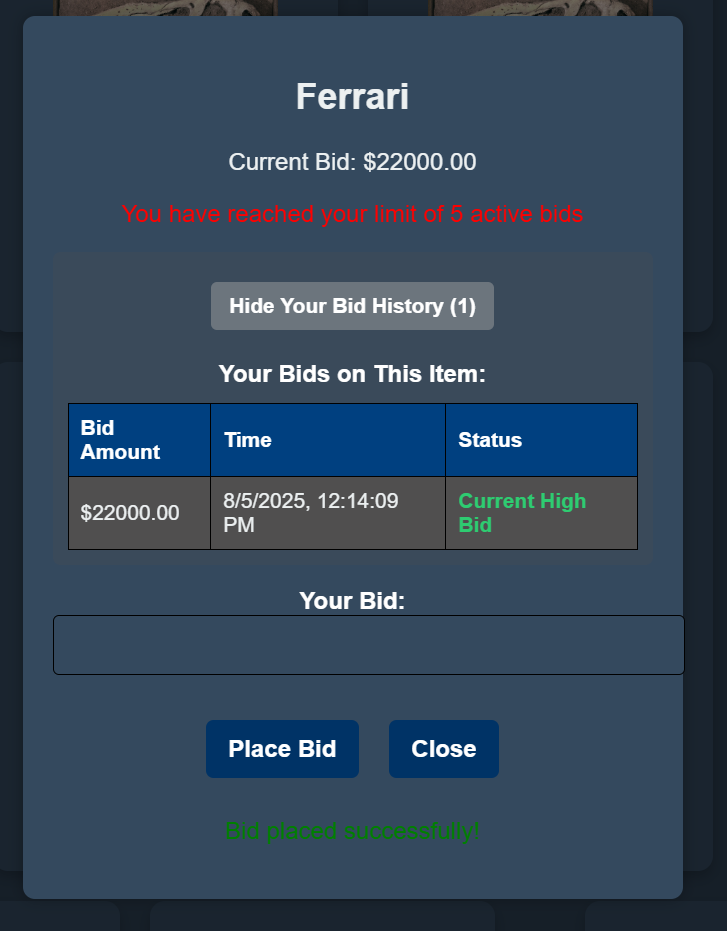 Ferrari
Current Bid: $22000.00
You have reached your limit of 5 active bids
Hide Your Bid History (1)
Your Bids on This Item:
Bid Amount
Time
Status
$22000.00
8/5/2025, 12:14:09 PM
Current High Bid
Your Bid:
Place Bid
Close
Bid placed successfully!